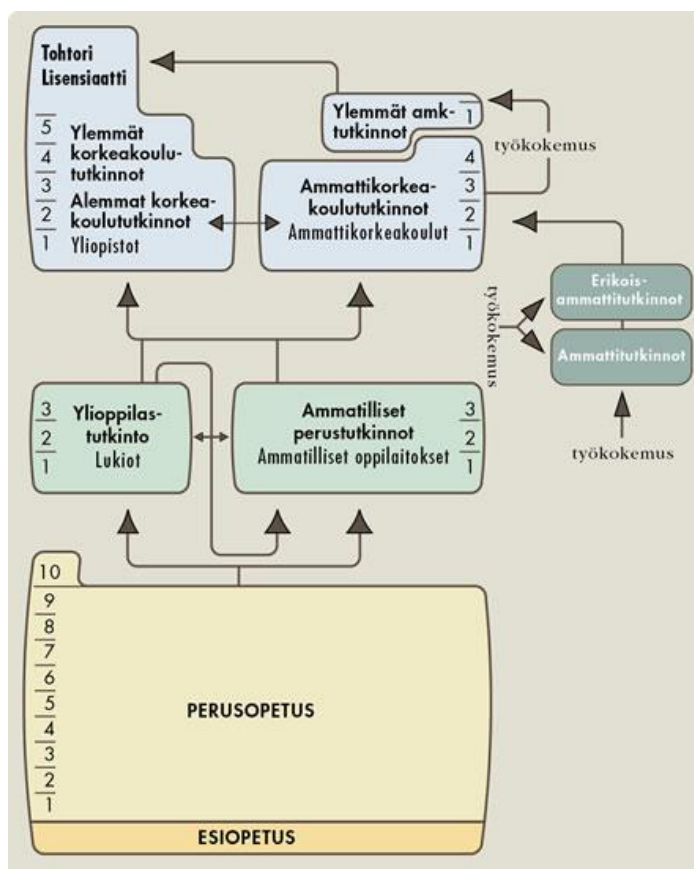 Tohtori
Lisensiaatti
5
4
3
2
1
Ylemmät
korkeakoulu-
tutkinnot
Alemmat korkea-
koulututkinnot
Yliopistot
Ylemmät amk-
tutkinnot
1
työkokemus
Ammattikorkea-
koulututkinnot
Ammattikorkeakoulut
4
3
2
1
Erikois-
ammattitutkinnot
Ammattitutkinnot
työkokemus
työkokemus
3
2
1
Ylioppilas-
tutkinto
Lukiot
Ammatilliset
perustutkinnot
Ammatilliset oppilaitokset
3
2
1
10
9
8
7
6
5
4
3
2
1
PERUSOPETUS
ESIOPETUS